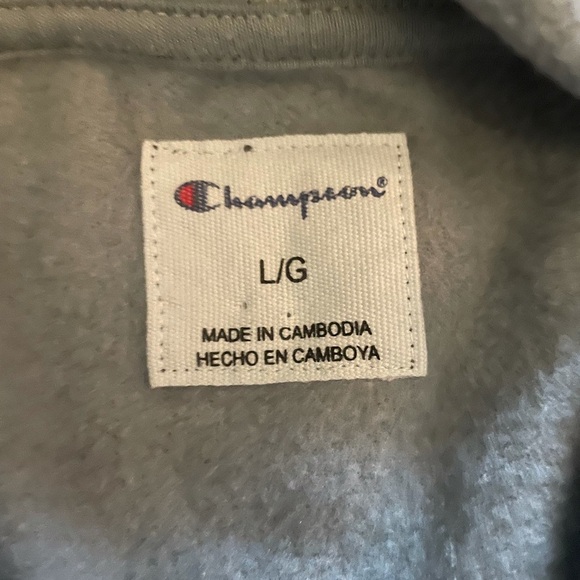 Champion®
L/G
MADE IN CAMBODIA
HECHO EN CAMBOYA